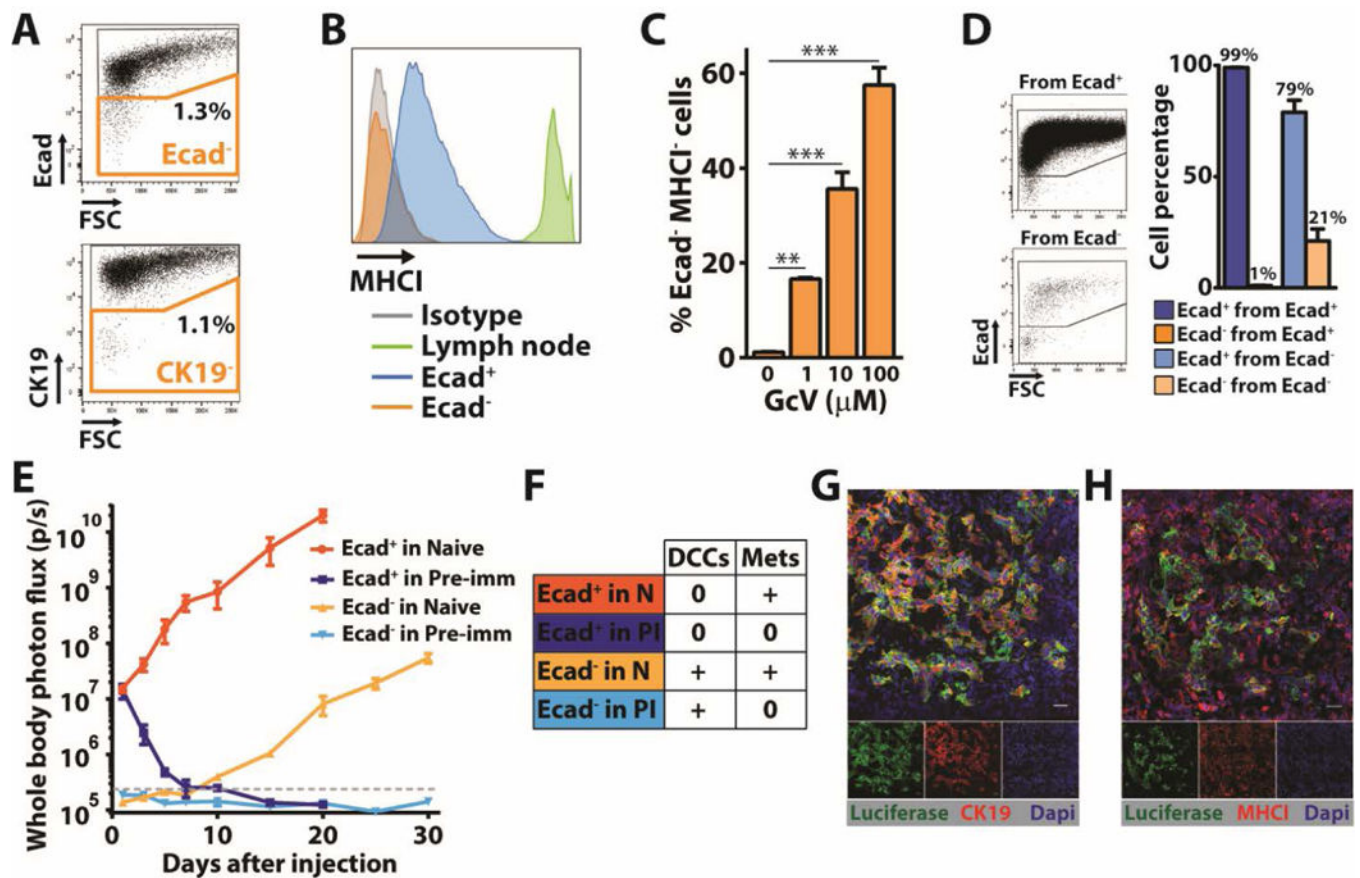 A
Ecad
1.3%
Ecad⁻
FSC
CK19
1.1%
CK19⁻
FSC
B
MHCI
Isotype
Lymph node
Ecad⁺
Ecad⁻
C
% Ecad⁻ MHCI⁻ cells
60
40
20
0
***
***
**
0 1 10 100
GcV (μM)
D
From Ecad⁺
From Ecad⁻
Ecad
FSC
Cell percentage
100
50
0
99%
1%
79%
21%
Ecad⁺ from Ecad⁺
Ecad⁻ from Ecad⁺
Ecad⁺ from Ecad⁻
Ecad⁻ from Ecad⁻
E
Whole body photon flux (p/s)
10¹⁰
10⁹
10⁸
10⁷
10⁶
10⁵
0 10 20 30
Days after injection
Ecad⁺ in Naive
Ecad⁺ in Pre-imm
Ecad⁻ in Naive
Ecad⁻ in Pre-imm
F
DCCs Mets
Ecad⁺ in N 0 +
Ecad⁺ in PI 0 0
Ecad⁻ in N + +
Ecad⁻ in PI + 0
G
Luciferase CK19 Dapi
H
Luciferase MHCI Dapi